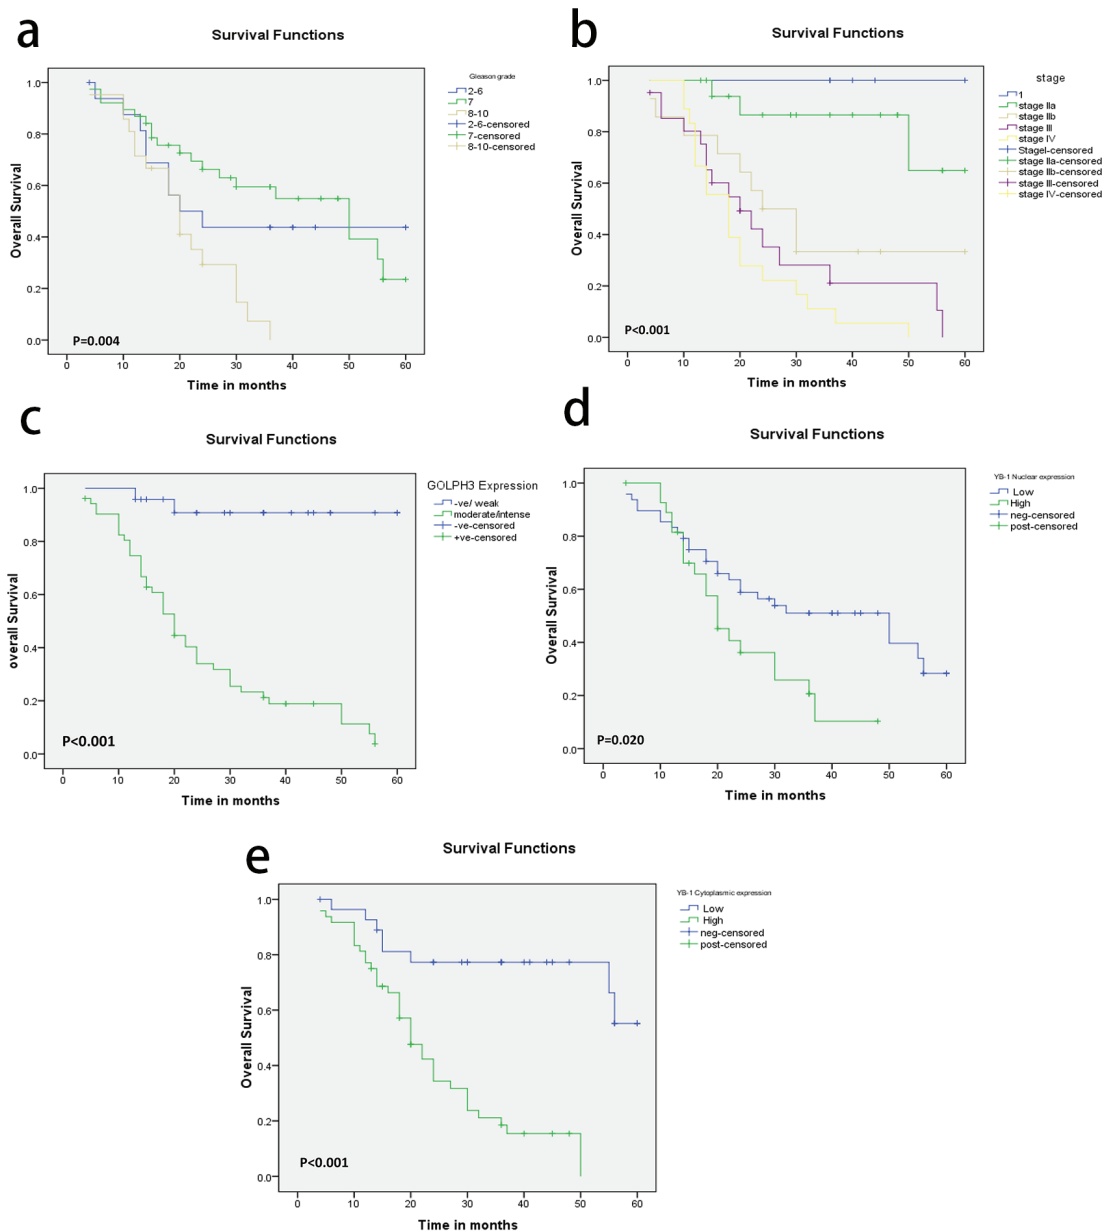 a
Survival Functions
Overall Survival
1.0
0.8
0.6
0.4
0.2
0.0
P=0.004
0 10 20 30 40 50 60
Time in months
Gleason grade
2-6
7
8-10
2-6-censored
7-censored
8-10-censored
b
Survival Functions
Overall Survival
1.0
0.8
0.6
0.4
0.2
0.0
P<0.001
0 10 20 30 40 50 60
Time in months
stage
1
stage IIa
stage IIb
stage III
stage IV
StageI-censored
stage IIa-censored
stage IIb-censored
stage III-censored
stage IV-censored
c
Survival Functions
overall Survival
1.0
0.8
0.6
0.4
0.2
0.0
P<0.001
0 10 20 30 40 50 60
Time in months
GOLPH3 Expression
-ve/ weak
moderate/intense
-ve-censored
+ve-censored
d
Survival Functions
Overall Survival
1.0
0.8
0.6
0.4
0.2
0.0
P=0.020
0 10 20 30 40 50 60
Time in months
YB-1 Nuclear expression
Low
High
neg-censored
post-censored
e
Survival Functions
Overall Survival
1.0
0.8
0.6
0.4
0.2
0.0
P<0.001
0 10 20 30 40 50 60
Time in months
YB-1 Cytoplasmic expression
Low
High
neg-censored
post-censored